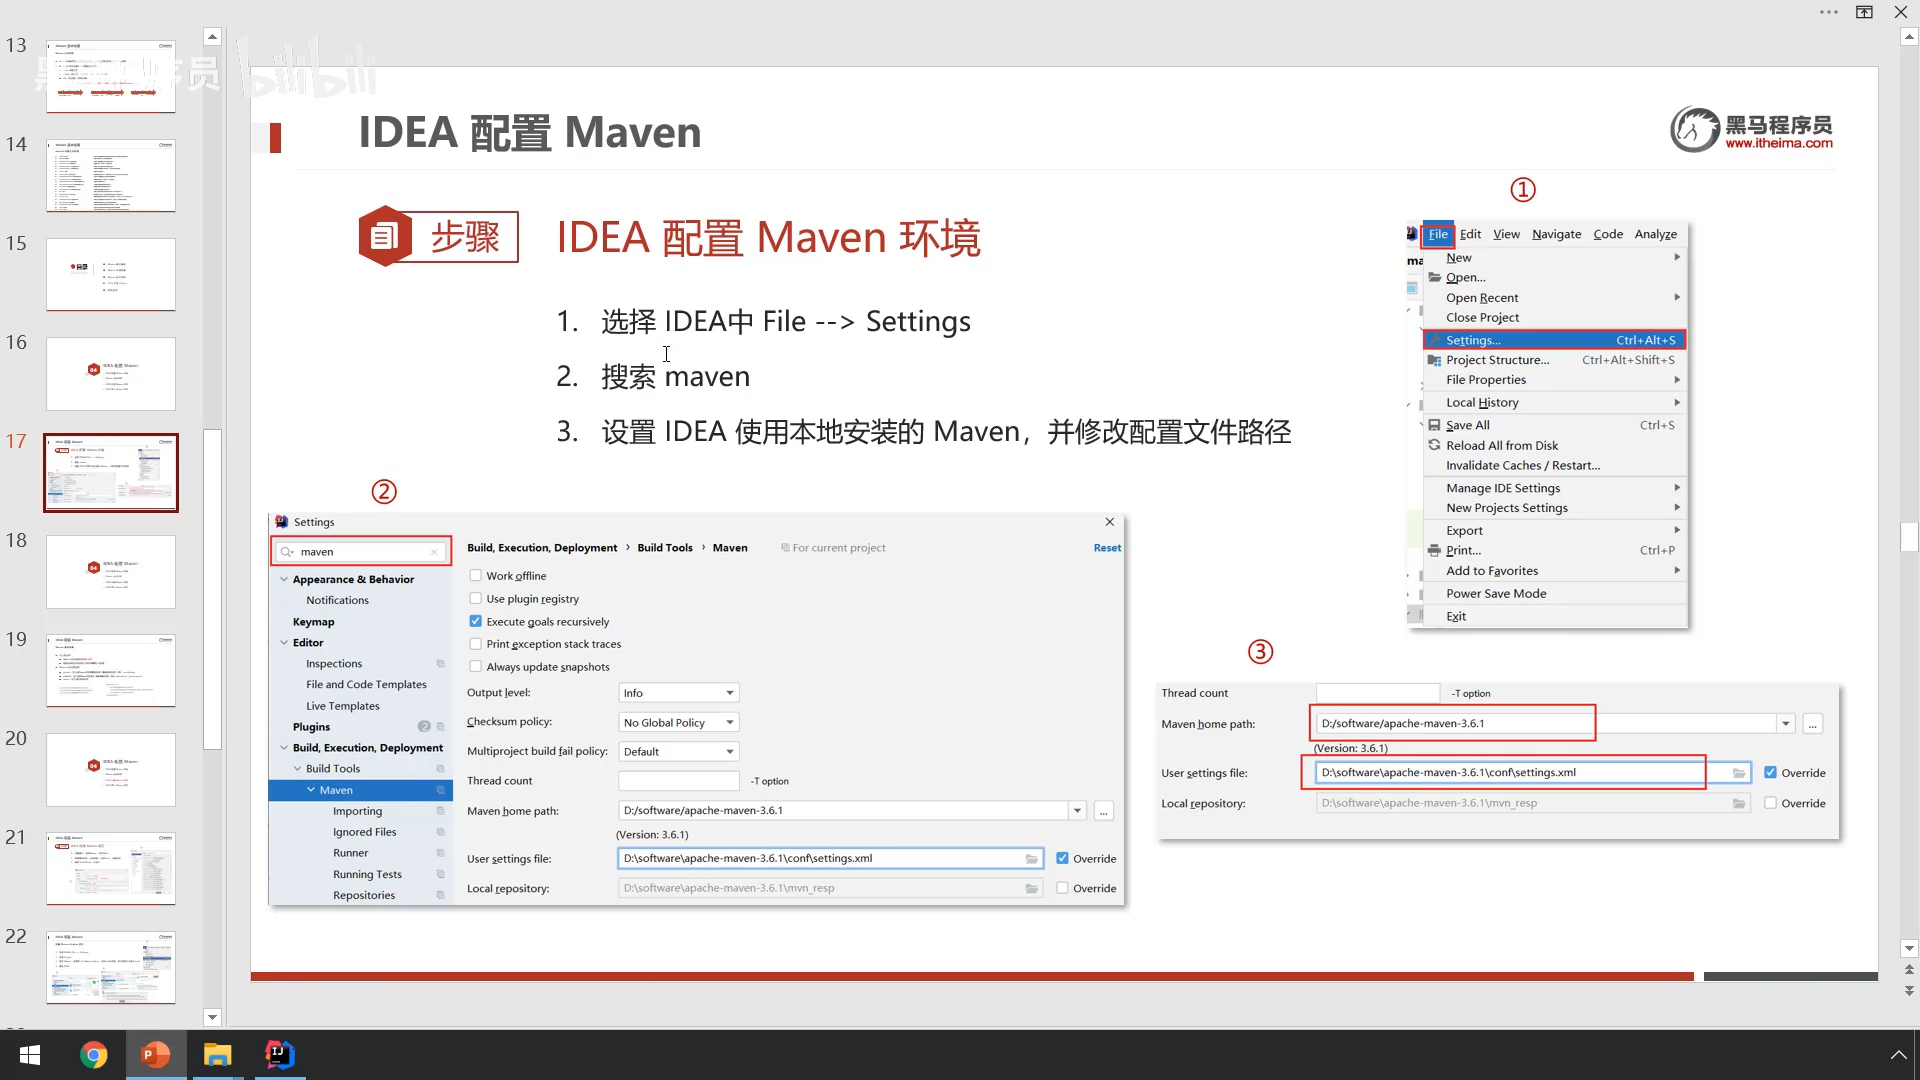 13
14
15
16
17
18
19
20
21
22
bilibili
IDEA 配置 Maven
黑马程序员
www.itheima.com
步骤
IDEA 配置 Maven 环境
1. 选择 IDEA中 File --> Settings
2. 搜索 maven
3. 设置 IDEA 使用本地安装的 Maven，并修改配置文件路径
①
File Edit View Navigate Code Analyze
New
Open...
Open Recent
Close Project
Settings... Ctrl+Alt+S
Project Structure... Ctrl+Alt+Shift+S
File Properties
Local History
Save All Ctrl+S
Reload All from Disk
Invalidate Caches / Restart...
Manage IDE Settings
New Projects Settings
Export
Print... Ctrl+P
Add to Favorites
Power Save Mode
Exit
②
Settings
maven
Appearance & Behavior
Notifications
Keymap
Editor
Inspections
File and Code Templates
Live Templates
Plugins 2
Build, Execution, Deployment
Build Tools
Maven
Importing
Ignored Files
Runner
Running Tests
Repositories
Build, Execution, Deployment › Build Tools › Maven For current project Reset
Work offline
Use plugin registry
Execute goals recursively
Print exception stack traces
Always update snapshots
Output level: Info
Checksum policy: No Global Policy
Multiproject build fail policy: Default
Thread count -T option
Maven home path: D:/software/apache-maven-3.6.1 ...
(Version: 3.6.1)
User settings file: D:\software\apache-maven-3.6.1\conf\settings.xml Override
Local repository: D:\software\apache-maven-3.6.1\mvn_resp Override
③
Thread count -T option
Maven home path: D:/software/apache-maven-3.6.1 ...
(Version: 3.6.1)
User settings file: D:\software\apache-maven-3.6.1\conf\settings.xml Override
Local repository: D:\software\apache-maven-3.6.1\mvn_resp Override